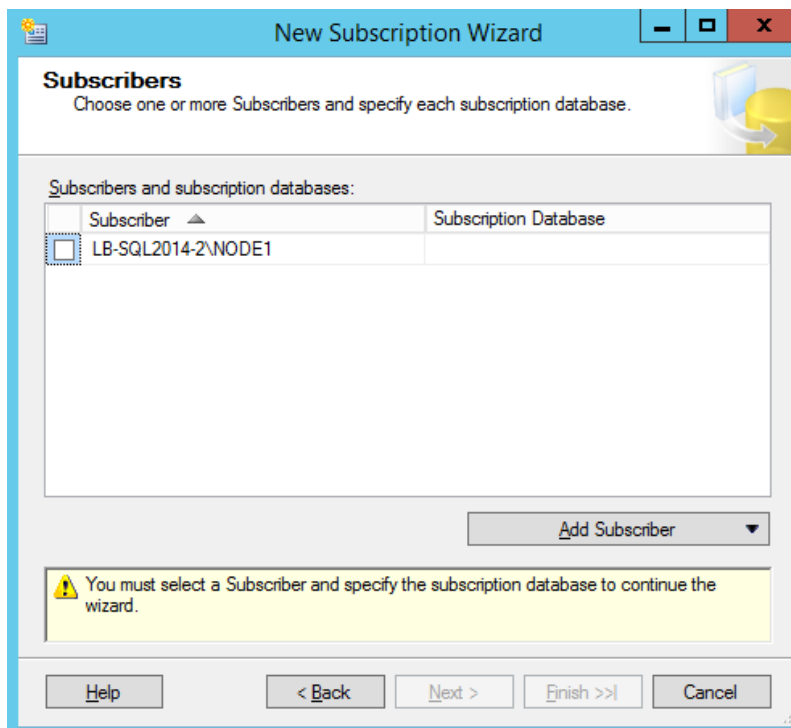 New Subscription Wizard
Subscribers
Choose one or more Subscribers and specify each subscription database.
Subscribers and subscription databases:
Subscriber Subscription Database
LB-SQL2014-2\NODE1
Add Subscriber
You must select a Subscriber and specify the subscription database to continue the
wizard.
Help < Back Next > Finish >>| Cancel